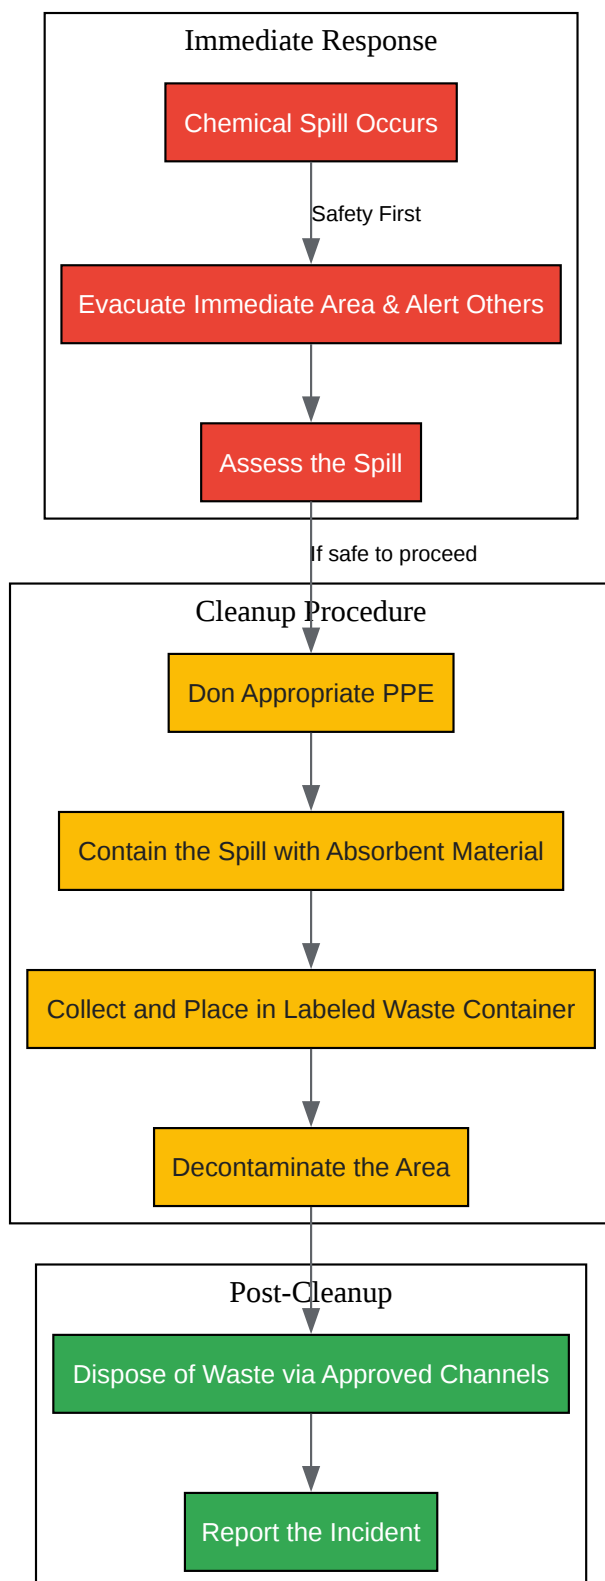 Immediate Response
Chemical Spill Occurs
Safety First
Evacuate Immediate Area & Alert Others
Assess the Spill
If safe to proceed
Cleanup Procedure
Don Appropriate PPE
Contain the Spill with Absorbent Material
Collect and Place in Labeled Waste Container
Decontaminate the Area
Post-Cleanup
Dispose of Waste via Approved Channels
Report the Incident